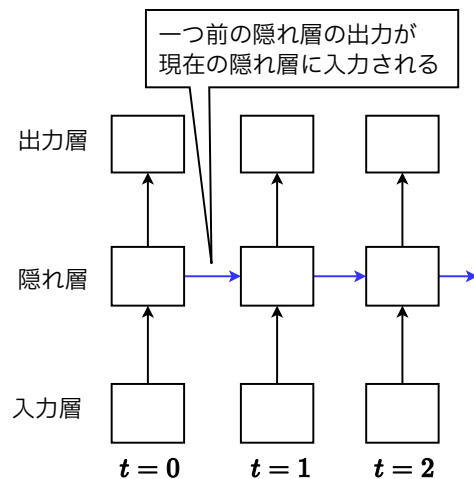 一つ前の隠れ層の出力が
現在の隠れ層に入力される
出力層
隠れ層
入力層
t = 0
t = 1
t = 2